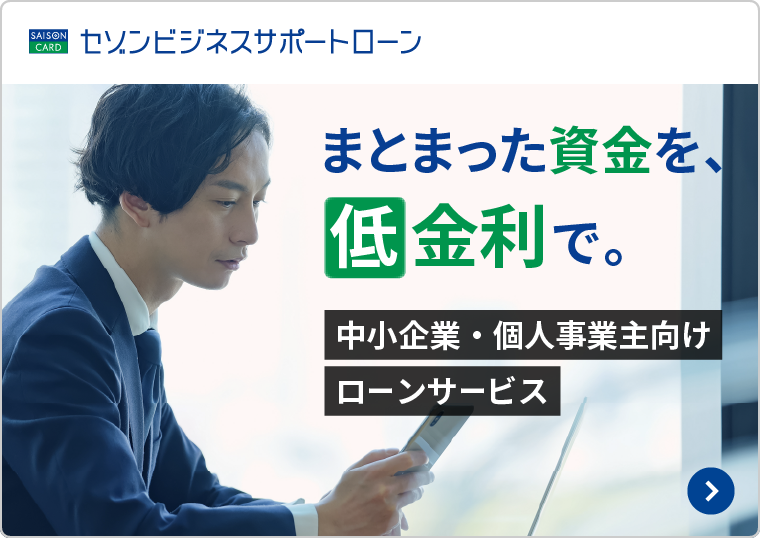 SAISON
CARD
セゾンビジネスサポートローン
まとまった資金を、
低金利で。
中小企業・個人事業主向け
ローンサービス